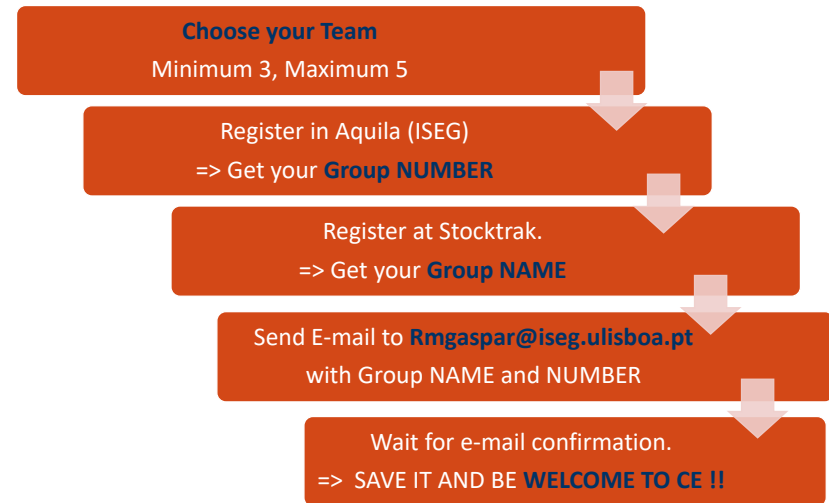 Choose your Team
Minimum 3, Maximum 5
Register in Aquila (ISEG)
=> Get your Group NUMBER
Register at Stocktrak.
=> Get your Group NAME
Send E-mail to Rmgaspar@iseg.ulisboa.pt
with Group NAME and NUMBER
Wait for e-mail confirmation.
=> SAVE IT AND BE WELCOME TO CE !!